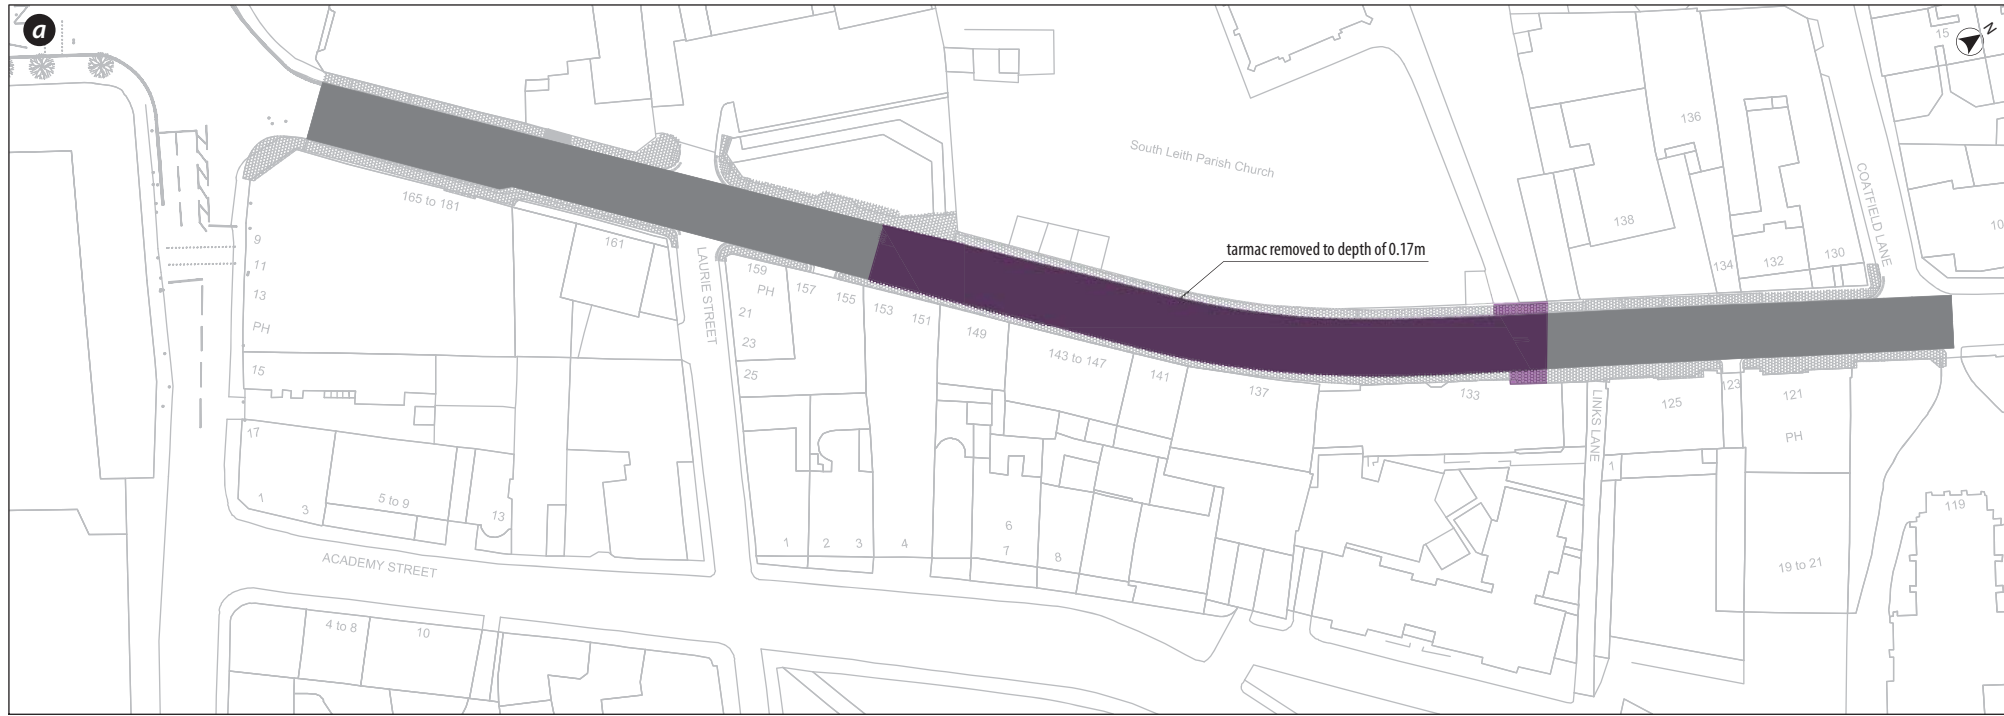 a
N
15
136
South Leith Parish Church
COATFIELD LANE
165 to 181
138
10
9
161
tarmac removed to depth of 0.17m
11
LAURIE STREET
159
PH
157
155
134
132
130
13
21
153
151
149
PH
23
143 to 147
15
25
141
137
133
LINKS LANE
125
123
121
17
PH
1
1
3
5 to 9
13
6
119
1
2
3
4
7
8
ACADEMY STREET
19 to 21
4 to 8
10